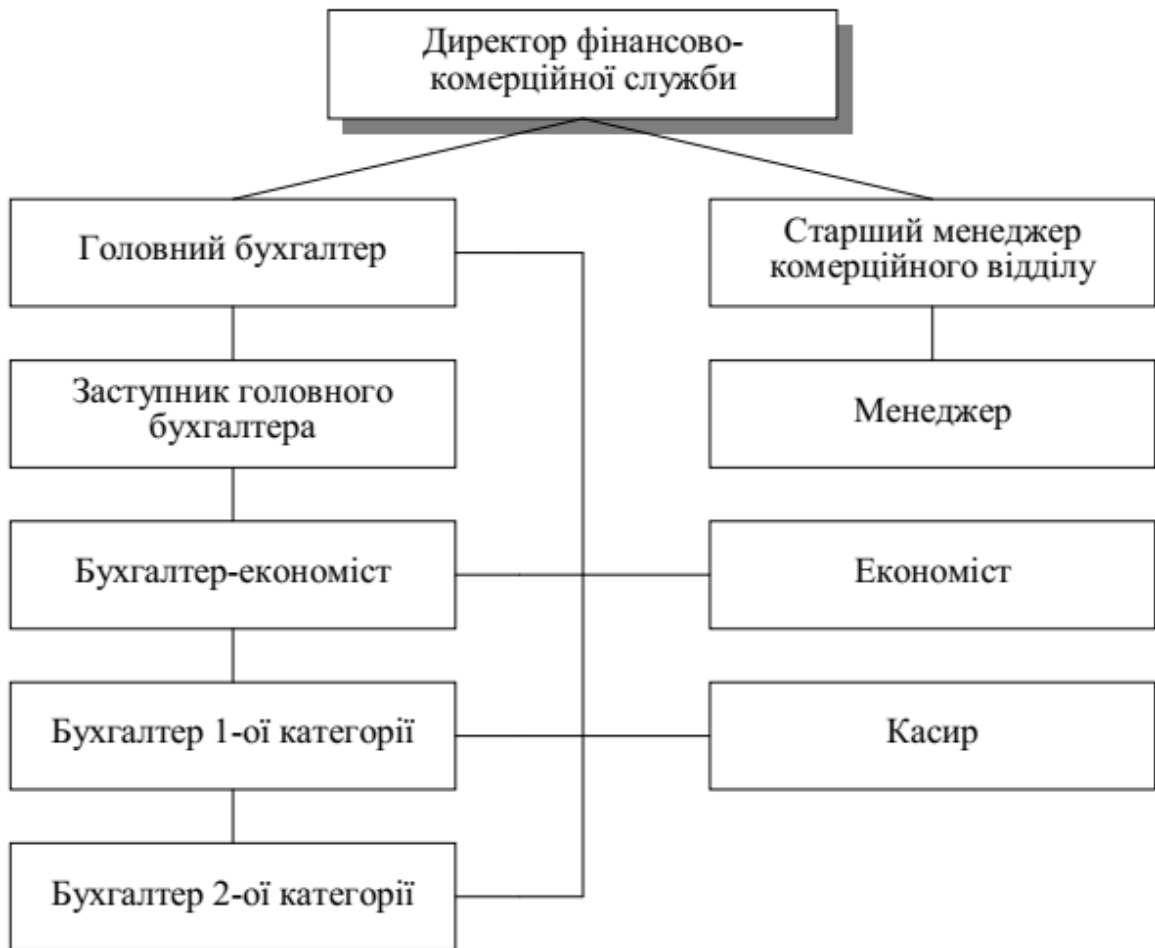 Директор фінансово-
комерційної служби
Головний бухгалтер
Старший менеджер
комерційного відділу
Заступник головного
бухгалтера
Менеджер
Бухгалтер-економіст
Економіст
Бухгалтер 1-ої категорії
Касир
Бухгалтер 2-ої категорії